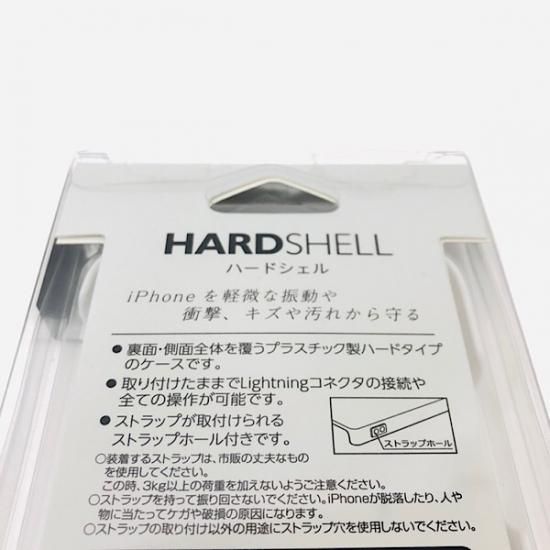 HARDSHELL
ハードシェル
iPhone を軽微な振動や
衝撃、キズや汚れから守る
●裏面・側面全体を覆うプラスチック製ハードタイプ
のケースです。
●取り付けたままでLightningコネクタの接続や
全ての操作が可能です。
●ストラップが取付けられる
ストラップホール付きです。
ストラップホール
○装着するストラップは、市販の丈夫なもの
を使用してください。
この時、3kg以上の荷重を加えないようご注意ください。
○ストラップを持って振り回さないでください。iPhoneが脱落したり、人や
物に当たってケガや破損の原因になります。
○ストラップの取り付け以外の用途にストラップ穴を使用しないでください。